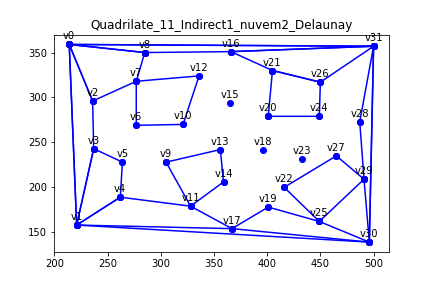 Quadrilate_11_Indirect1_nuvem2_Delaunay
v0 v31
v8 v16
350
v21
v12
v7 v26
300 v2 v15
v20 v24 v28
v6 v10
250 v3 v13 v18 v27
v5 v9 v23
v14 v29
200 v4 v22
v11 v19
v1 v17 v25
150 v30
200 250 300 350 400 450 500